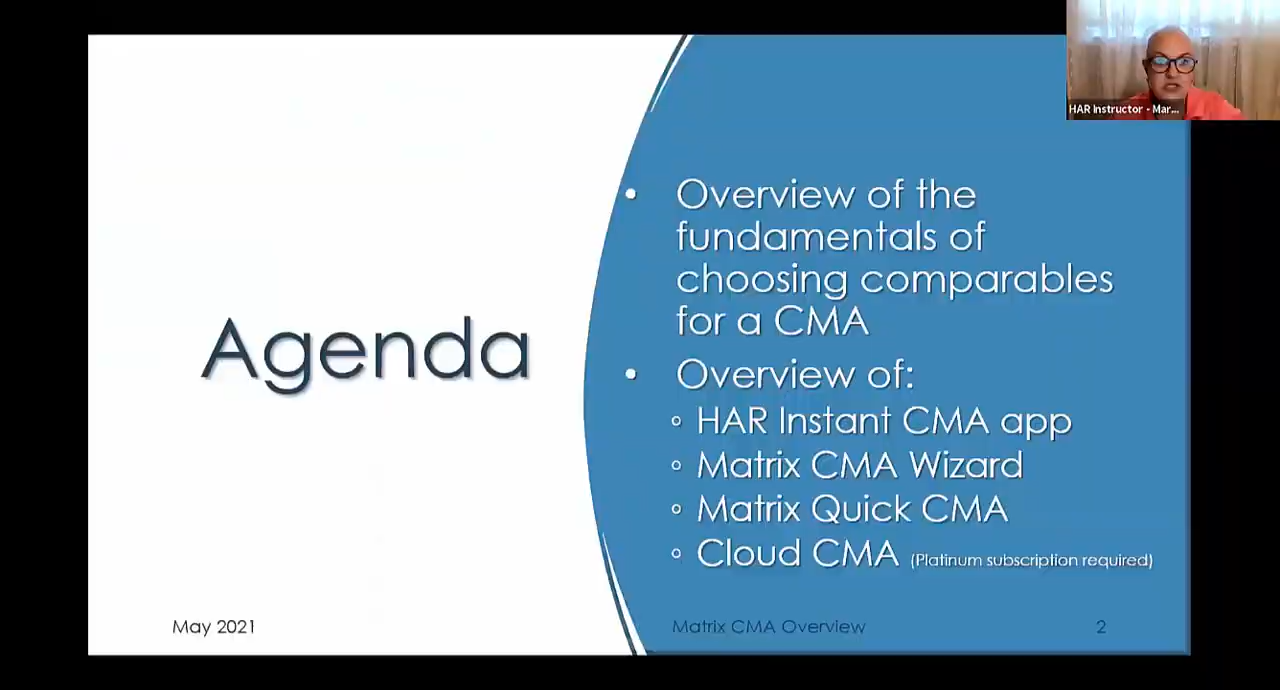 HAR Instructor - Mar...
Agenda
• Overview of the
fundamentals of
choosing comparables
for a CMA
• Overview of:
◦ HAR Instant CMA app
◦ Matrix CMA Wizard
◦ Matrix Quick CMA
◦ Cloud CMA (Platinum subscription required)
May 2021
Matrix CMA Overview
2